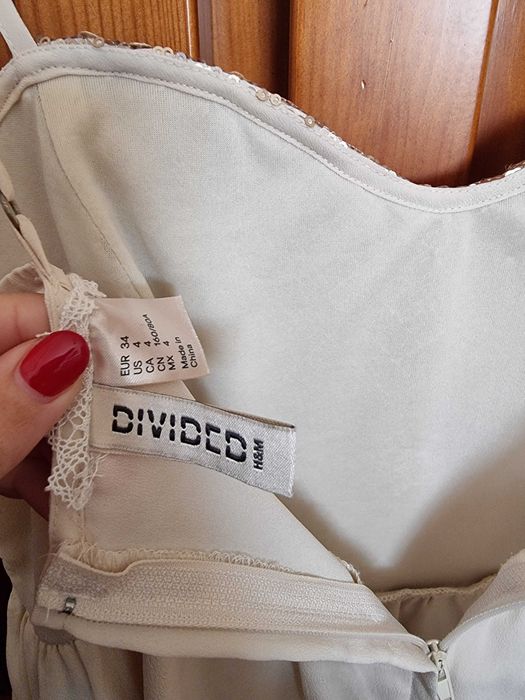 EUR 34
US 4
CA 4
CN 160/80A
MX 4
Made in
China
DIVIDED
H&M